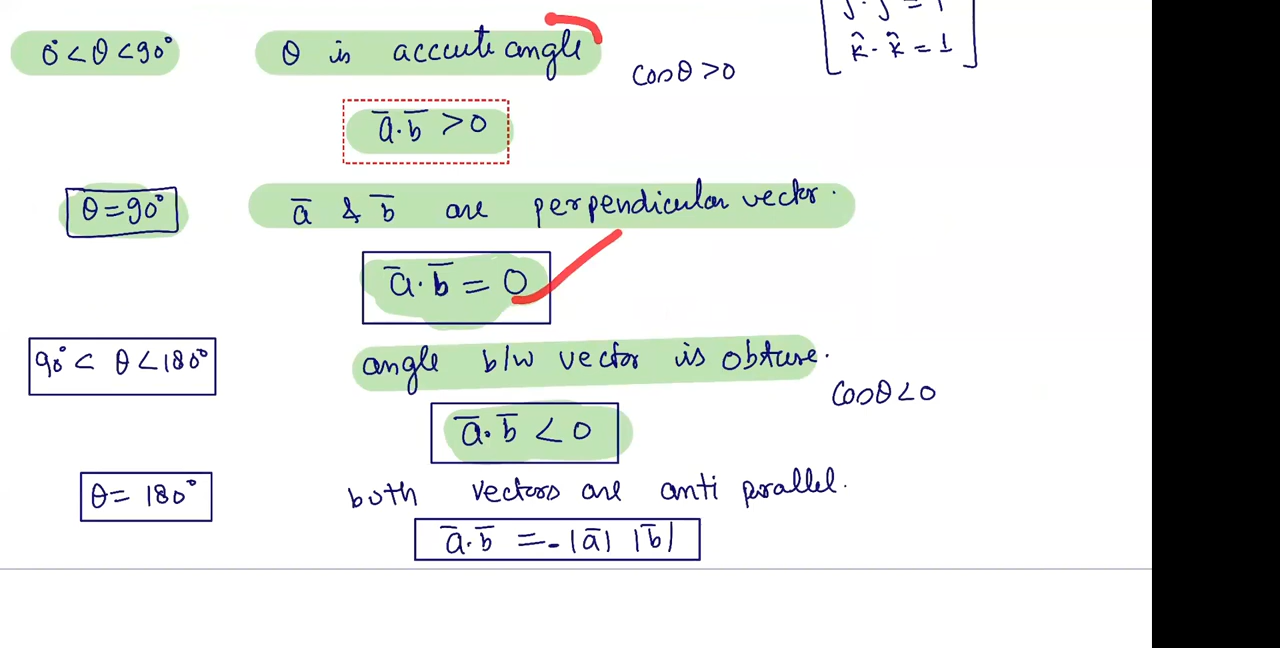 ĵ · ĵ = 1
k̂ · k̂ = 1
0° < θ < 90° θ is accute angle cosθ > 0
a̅ · b̅ > 0
θ = 90° a̅ & b̅ are perpendicular vector.
a̅ · b̅ = 0
90° < θ < 180° angle b/w vector is obtuse.
cosθ < 0
a̅ · b̅ < 0
θ = 180° both vectors are anti parallel.
a̅ · b̅ = - |a̅| |b̅|